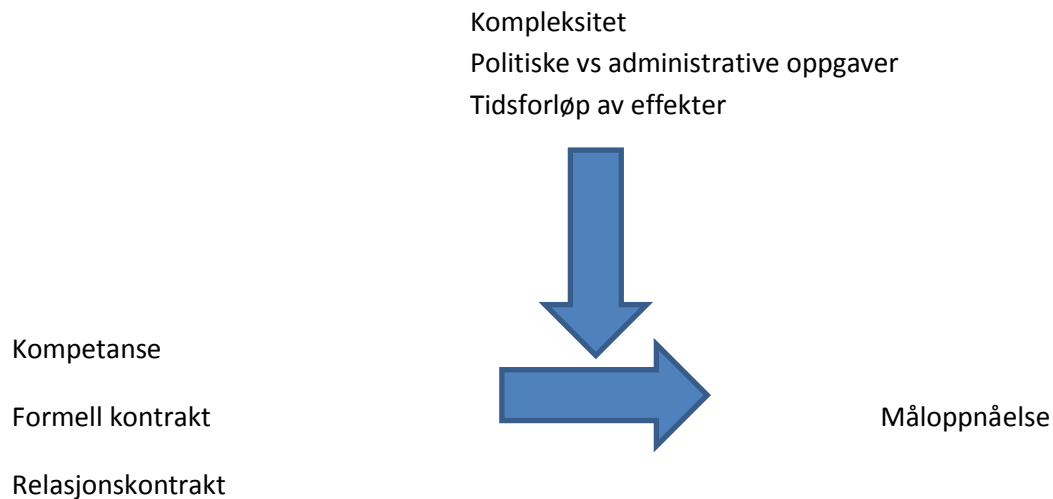 Kompleksitet
Politiske vs administrative oppgaver
Tidsforløp av effekter
Kompetanse
Formell kontrakt
Måloppnåelse
Relasjonskontrakt